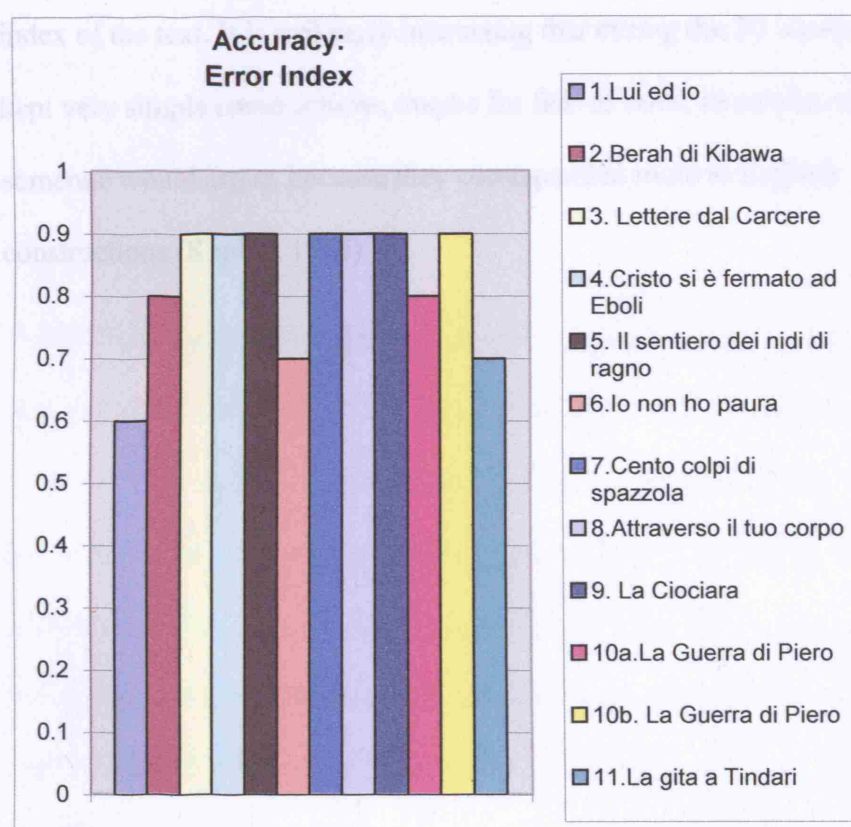 Accuracy:
Error Index
1
0.9
0.8
0.7
0.6
0.5
0.4
0.3
0.2
0.1
0
1.Lui ed io
2.Berah di Kibawa
3. Lettere dal Carcere
4.Cristo si è fermato ad
Eboli
5. Il sentiero dei nidi di
ragno
6.Io non ho paura
7.Cento colpi di
spazzola
8.Attraverso il tuo corpo
9. La Ciociara
10a.La Guerra di Piero
10b. La Guerra di Piero
11.La gita a Tindari